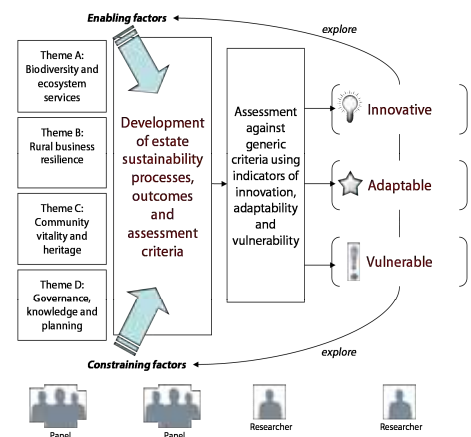 Enabling factors
explore
Theme A:
Biodiversity and
ecosystem
services
Theme B:
Rural business
resilience
Theme C:
Community
vitality and
heritage
Theme D:
Governance,
knowledge and
planning
Development
of estate
sustainability
processes,
outcomes
and
assessment
criteria
Assessment
against
generic
criteria using
indicators of
innovation,
adaptability
and
vulnerability
Innovative
Adaptable
Vulnerable
explore
Constraining factors
Panel
Panel
Researcher
Researcher